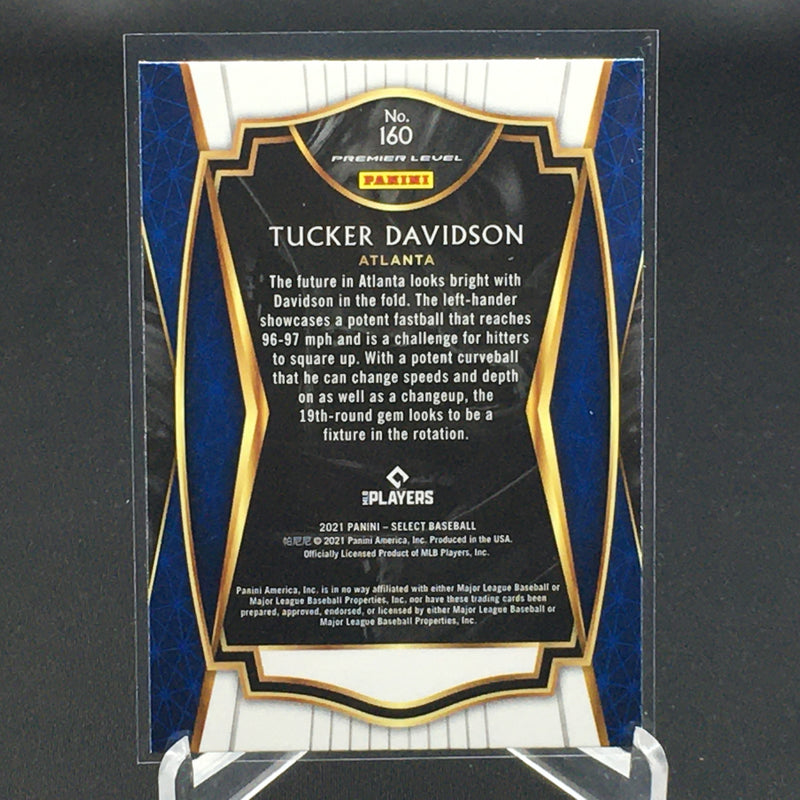 No.
160
PREMIER LEVEL
PANINI
TUCKER DAVIDSON
ATLANTA
The future in Atlanta looks bright with
Davidson in the fold. The left-hander
showcases a potent fastball that reaches
96-97 mph and is a challenge for hitters
to square up. With a potent curveball
that he can change speeds and depth
on as well as a changeup, the
19th-round gem looks to be a
fixture in the rotation.
MLB PLAYERS
2021 PANINI – SELECT BASEBALL
帕尼尼 © 2021 Panini America, Inc. Produced in the USA.
Officially Licensed Product of MLB Players, Inc.
Panini America, Inc. is in no way affiliated with either Major League Baseball or
Major League Baseball Properties, Inc. nor have these trading cards been
prepared, approved, endorsed, or licensed by either Major League Baseball or
Major League Baseball Properties, Inc.